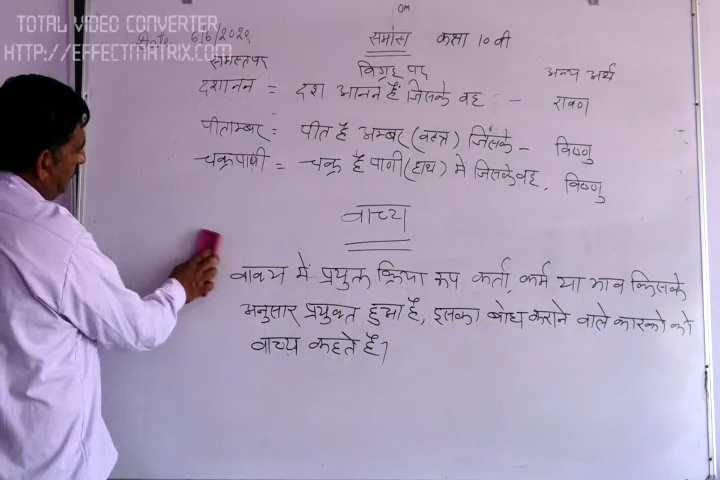 OM
TOTAL VIDEO CONVERTER
HTTP://EFFECTMATRIX.COM
Date 6/6/202
समास कक्षा 10 वी
समस्तपद विग्रह पद अन्य अर्थ
दशानन = दश आनन हैं जिसके वह – रावण
पीताम्बर : पीत है अम्बर (वस्त्र) जिसके – विष्णु
चक्रपाणी = चक्र है पाणी (हाथ) में जिसके वह, विष्णु
वाच्य
वाक्य में प्रयुक्त क्रिया रूप कर्ता, कर्म या भाव किसके
अनुसार प्रयुक्त हुआ है, इसका बोध कराने वाले कारको को
वाच्य कहते हैं।